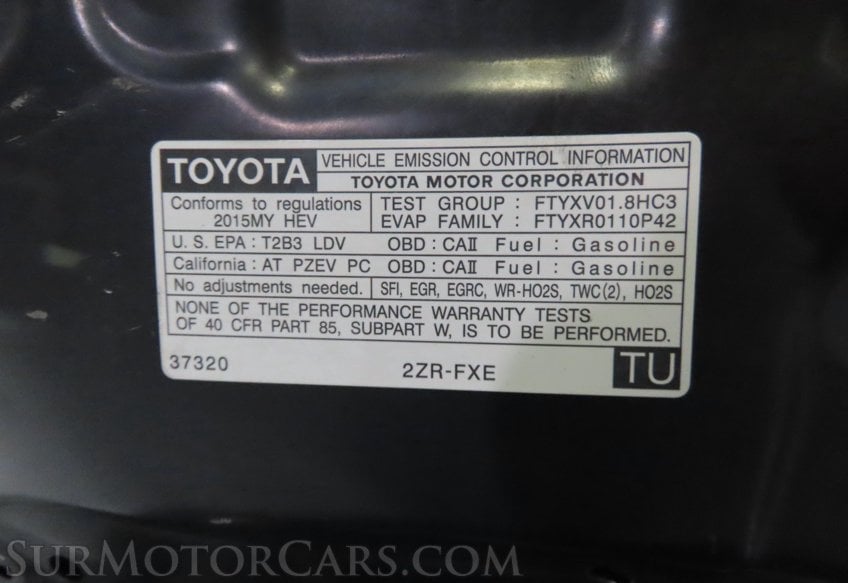 TOYOTA
VEHICLE EMISSION CONTROL INFORMATION
TOYOTA MOTOR CORPORATION
Conforms to regulations
2015MY HEV
TEST GROUP : FTYXV01.8HC3
EVAP FAMILY : FTYXR0110P42
U. S. EPA : T2B3 LDV OBD : CAII Fuel : Gasoline
California : AT PZEV PC OBD : CAII Fuel : Gasoline
No adjustments needed. SFI, EGR, EGRC, WR-HO2S, TWC(2), HO2S
NONE OF THE PERFORMANCE WARRANTY TESTS
OF 40 CFR PART 85, SUBPART W, IS TO BE PERFORMED.
37320 2ZR-FXE TU
SURMOTORCARS.COM